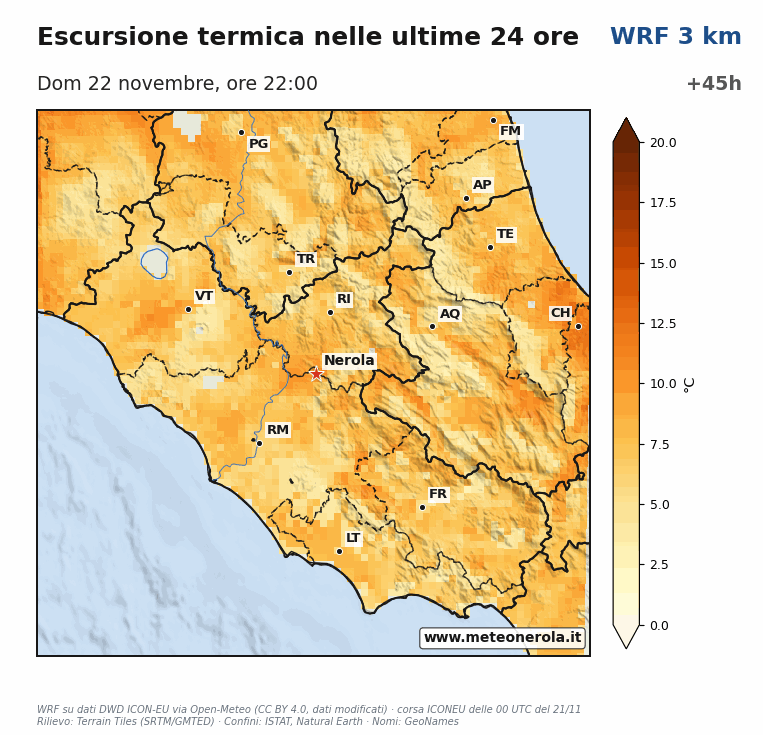 Escursione termica nelle ultime 24 ore
WRF 3 km
Dom 22 novembre, ore 22:00
+45h
FM
PG
AP
TE
TR
VT
RI
AQ
CH
Nerola
RM
FR
LT
www.meteonerola.it
20.0
17.5
15.0
12.5
10.0
7.5
5.0
2.5
0.0
°C
WRF su dati DWD ICON-EU via Open-Meteo (CC BY 4.0, dati modificati) · corsa ICONEU delle 00 UTC del 21/11
Rilievo: Terrain Tiles (SRTM/GMTED) · Confini: ISTAT, Natural Earth · Nomi: GeoNames